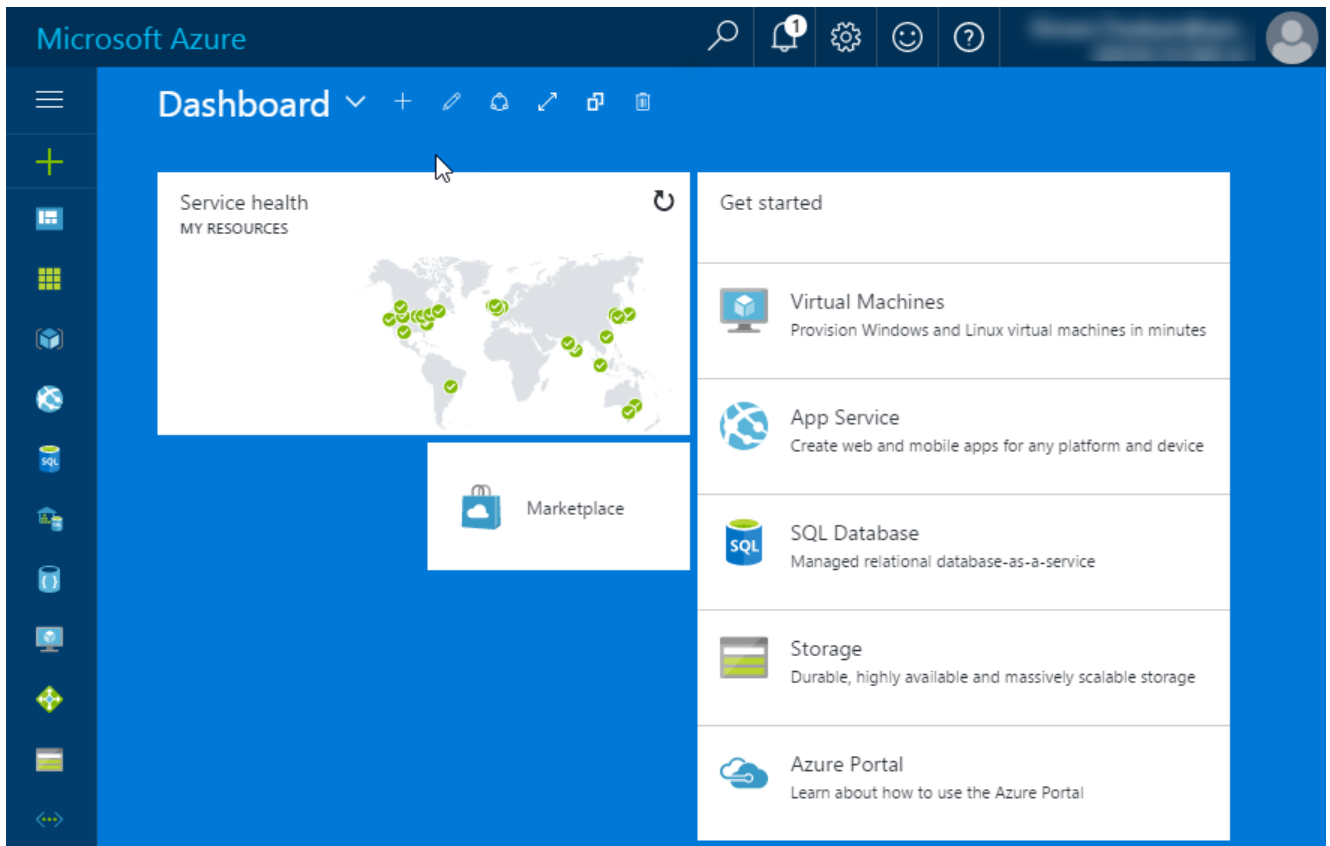 Microsoft Azure
1
Dashboard
Service health
MY RESOURCES
Get started
Virtual Machines
Provision Windows and Linux virtual machines in minutes
App Service
Create web and mobile apps for any platform and device
SQL
Marketplace
SQL
SQL Database
Managed relational database-as-a-service
Storage
Durable, highly available and massively scalable storage
Azure Portal
Learn about how to use the Azure Portal